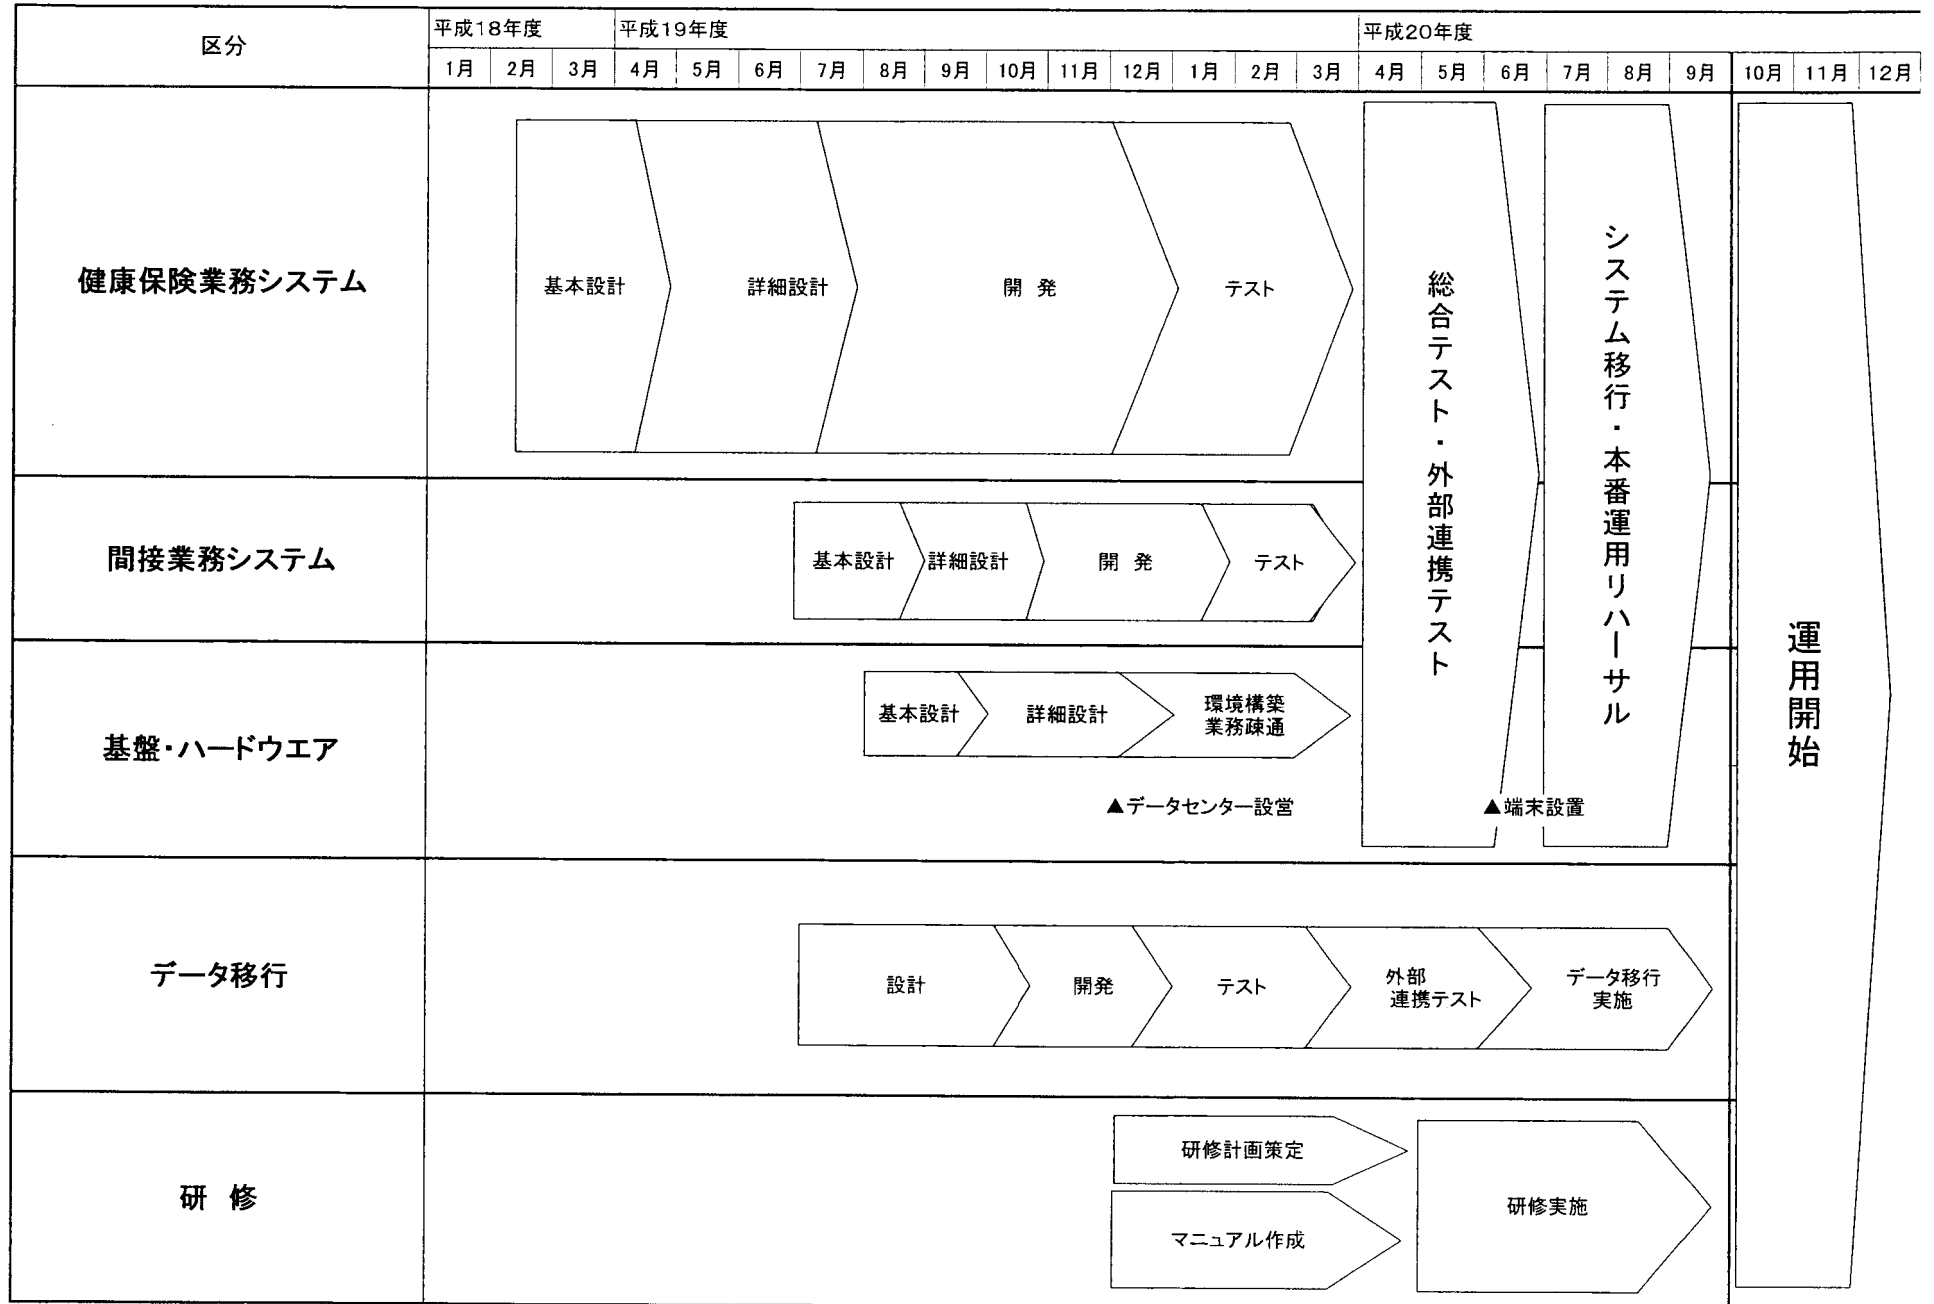 区分
平成18年度
平成19年度
平成20年度
1月 2月 3月 4月 5月 6月 7月 8月 9月 10月 11月 12月 1月 2月 3月 4月 5月 6月 7月 8月 9月 10月 11月 12月
健康保険業務システム
基本設計
詳細設計
開 発
テスト
総合テスト・外部連携テスト
システム移行・本番運用リハーサル
運用開始
間接業務システム
基本設計
詳細設計
開 発
テスト
基盤・ハードウエア
基本設計
詳細設計
環境構築
業務疎通
▲データセンター設営
▲端末設置
データ移行
設計
開発
テスト
外部
連携テスト
データ移行
実施
研 修
研修計画策定
マニュアル作成
研修実施